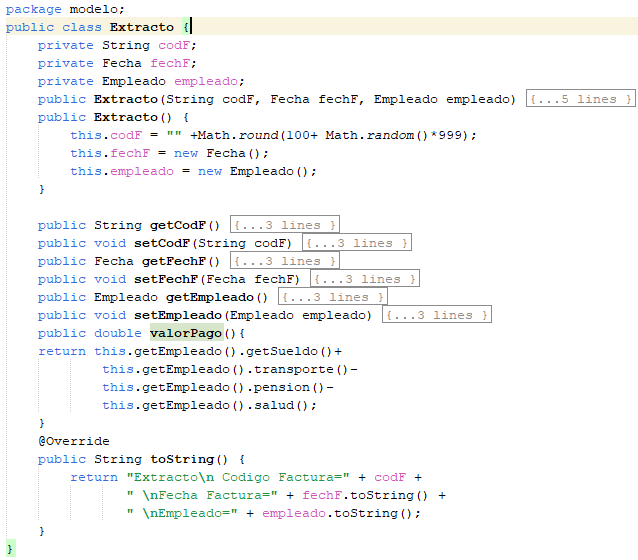 package modelo;
public class Extracto {
    private String codF;
    private Fecha fechF;
    private Empleado empleado;
    public Extracto(String codF, Fecha fechF, Empleado empleado) {...5 lines }
    public Extracto() {
        this.codF = "" +Math.round(100+ Math.random()*999);
        this.fechF = new Fecha();
        this.empleado = new Empleado();
    }

    public String getCodF() {...3 lines }
    public void setCodF(String codF) {...3 lines }
    public Fecha getFechF() {...3 lines }
    public void setFechF(Fecha fechF) {...3 lines }
    public Empleado getEmpleado() {...3 lines }
    public void setEmpleado(Empleado empleado) {...3 lines }
    public double valorPago(){
    return this.getEmpleado().getSueldo()+
            this.getEmpleado().transporte()-
            this.getEmpleado().pension()-
            this.getEmpleado().salud();
    }
    @Override
    public String toString() {
        return "Extracto\n Codigo Factura=" + codF +
               " \nFecha Factura=" + fechF.toString() +
               " \nEmpleado=" + empleado.toString();
    }
}